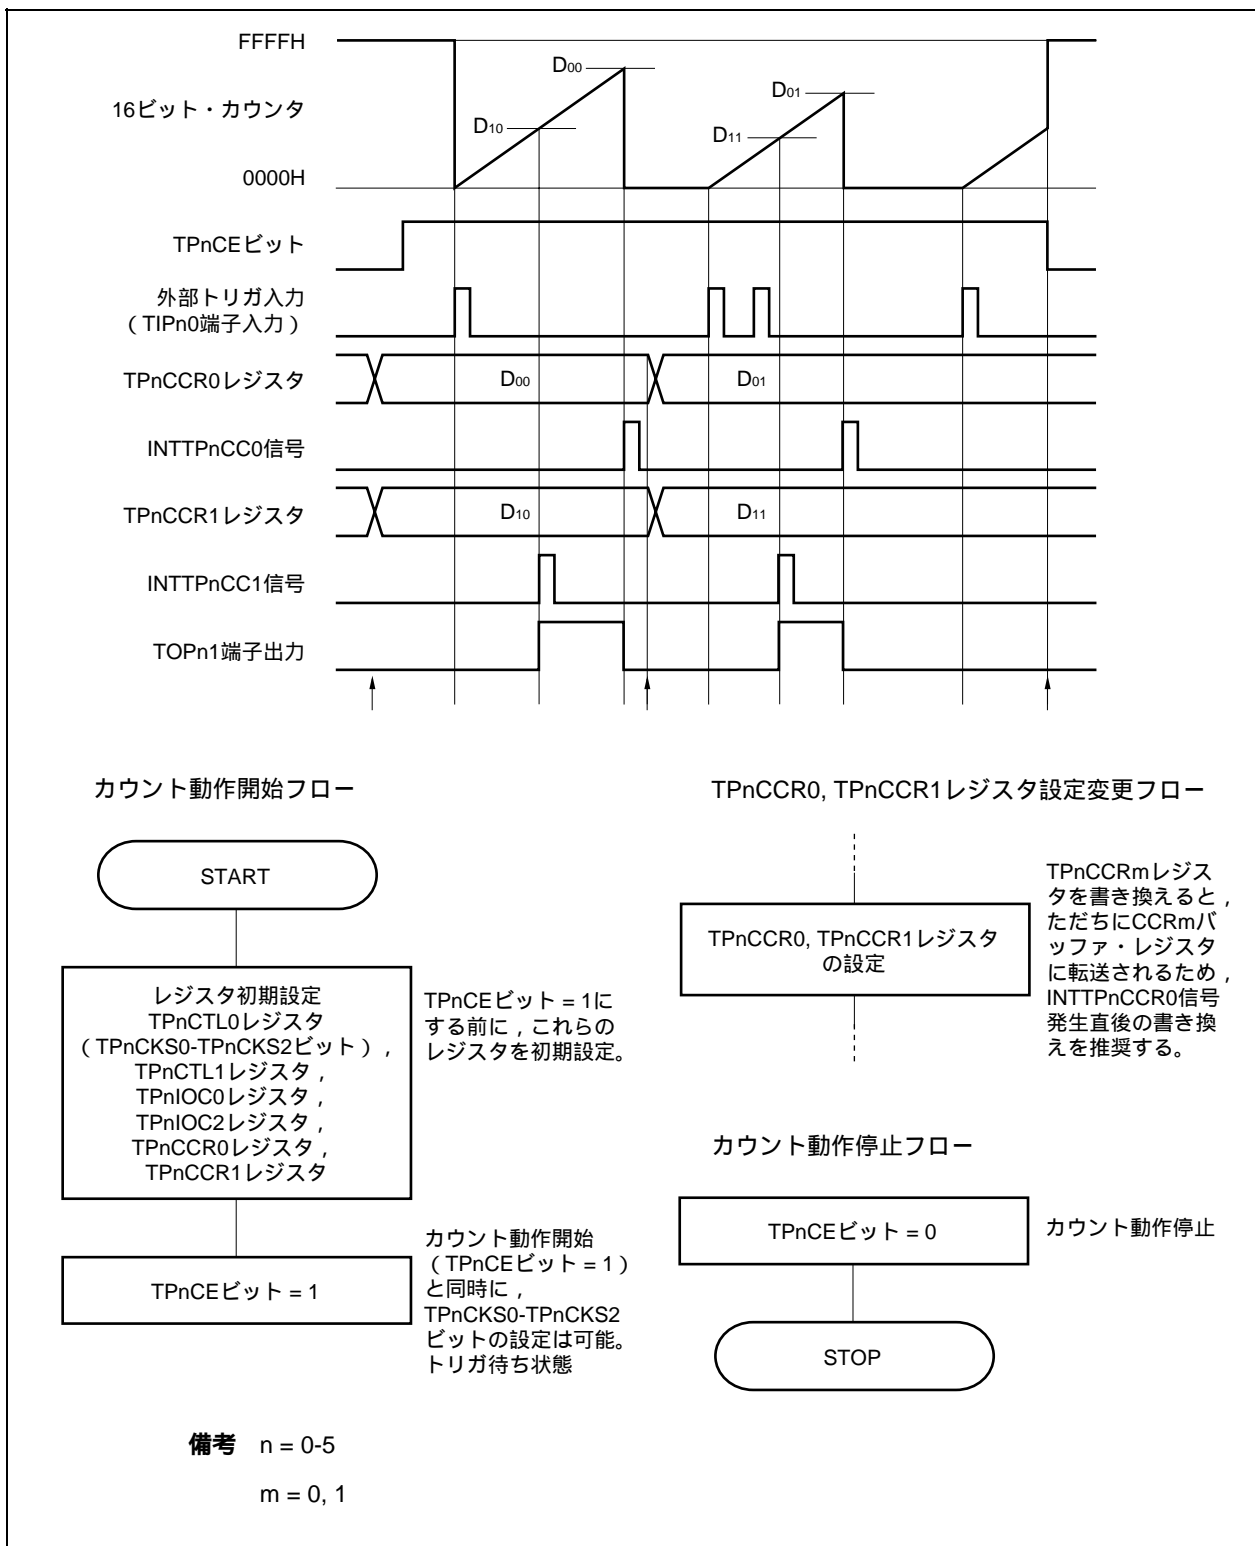 FFFFH
D00
D01
16ビット・カウンタ
D10
D11
0000H
TPnCEビット
外部トリガ入力
（TIPn0端子入力）
TPnCCR0レジスタ
D00
D01
INTTPnCC0信号
TPnCCR1レジスタ
D10
D11
INTTPnCC1信号
TOPn1端子出力
カウント動作開始フロー
START
レジスタ初期設定
TPnCTL0レジスタ
（TPnCKS0-TPnCKS2ビット），
TPnCTL1レジスタ，
TPnIOC0レジスタ，
TPnIOC2レジスタ，
TPnCCR0レジスタ，
TPnCCR1レジスタ
TPnCEビット = 1に
する前に，これらの
レジスタを初期設定。
TPnCEビット = 1
カウント動作開始
（TPnCEビット = 1）
と同時に，
TPnCKS0-TPnCKS2
ビットの設定は可能。
トリガ待ち状態
TPnCCR0, TPnCCR1レジスタ設定変更フロー
TPnCCR0, TPnCCR1レジスタ
の設定
TPnCCRmレジス
タを書き換えると，
ただちにCCRmバ
ッファ・レジスタ
に転送されるため，
INTTPnCCR0信号
発生直後の書き換
えを推奨する。
カウント動作停止フロー
TPnCEビット = 0
カウント動作停止
STOP
備考 n = 0-5
m = 0, 1